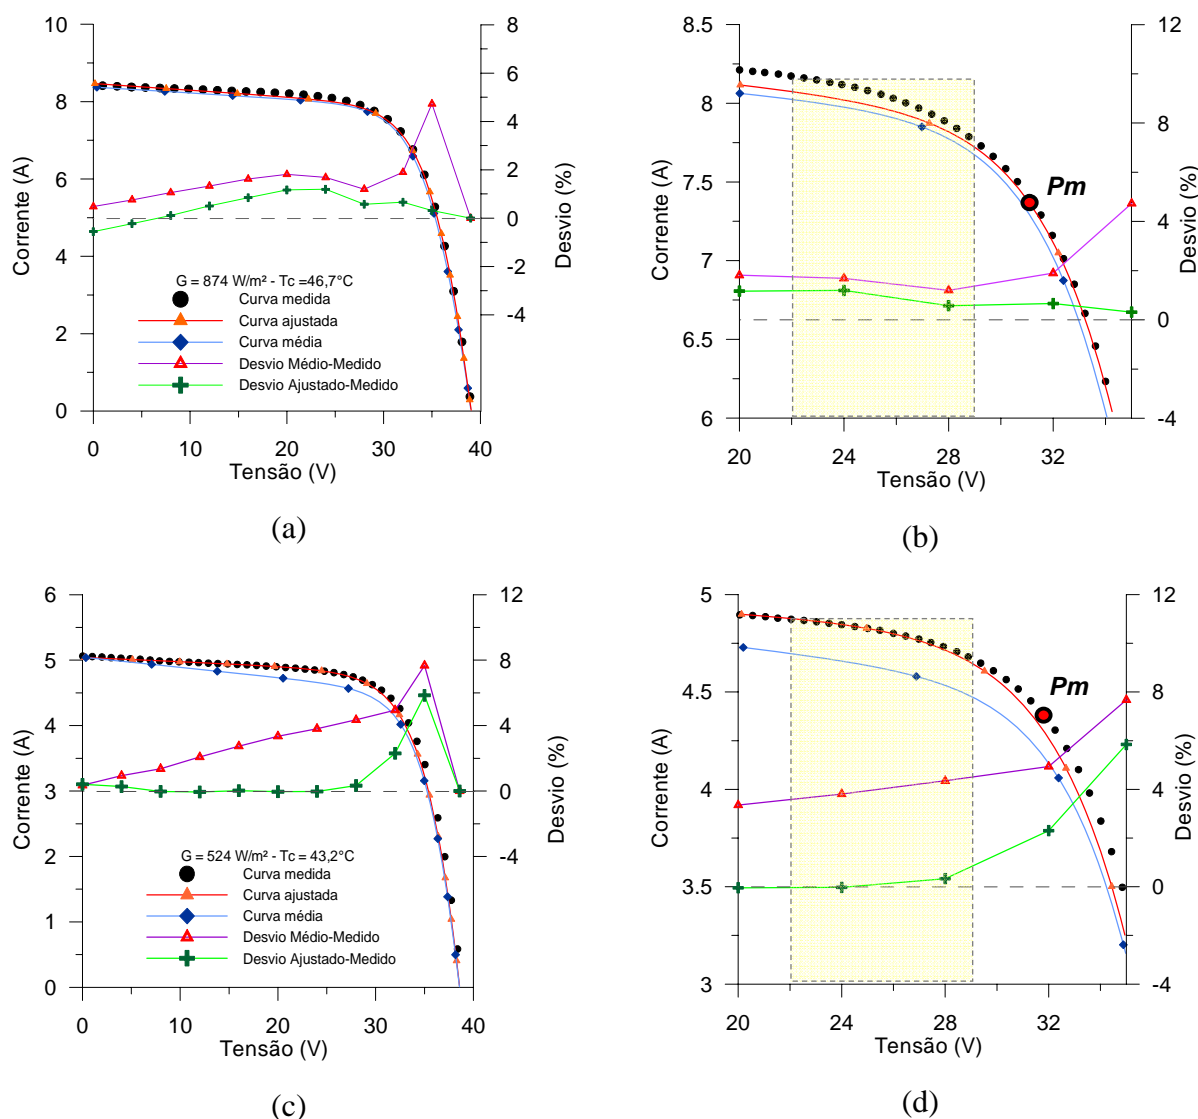 10
8
6
4
2
0
Corrente (A)
8
6
4
2
0
-2
-4
Desvio (%)
G = 874 W/m² - Tc =46,7°C
Curva medida
Curva ajustada
Curva média
Desvio Médio-Medido
Desvio Ajustado-Medido
0 10 20 30 40
Tensão (V)
(a)
8.5
8
7.5
7
6.5
6
Corrente (A)
12
8
4
0
-4
Desvio (%)
Pm
20 24 28 32
Tensão (V)
(b)
6
5
4
3
2
1
0
Corrente (A)
12
8
4
0
-4
Desvio (%)
G = 524 W/m² - Tc = 43,2°C
Curva medida
Curva ajustada
Curva média
Desvio Médio-Medido
Desvio Ajustado-Medido
0 10 20 30 40
Tensão (V)
(c)
5
4.5
4
3.5
3
Corrente (A)
12
8
4
0
-4
Desvio (%)
Pm
20 24 28 32
Tensão (V)
(d)